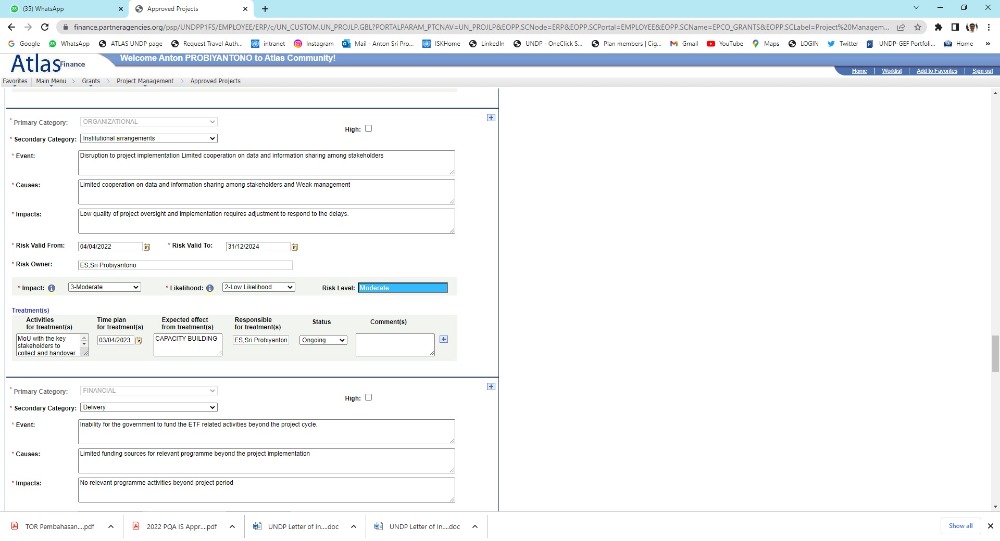 (35) WhatsApp
Approved Projects
finance.partneragencies.org/psp/UNDPP1FS/EMPLOYEE/ERP/c/UN_CUSTOM.UN_PROJLP.GBL?PORTALPARAM_PTCNAV=UN_PROJLP&EOPP.SCNode=ERP&EOPP.SCPortal=EMPLOYEE&EOPP.SCName=EPCO_GRANTS&EOPP.SCLabel=Project%20Managem...
Google WhatsApp ATLAS UNDP page Request Travel Auth... intranet Instagram Mail - Anton Sri Pro... ISKHome LinkedIn UNDP - OneClick S... Plan members | Cig... Gmail YouTube Maps LOGIN Twitter UNDP-GEF Portfoli... Home »
Atlas Finance
Welcome Anton PROBIYANTONO to Atlas Community!
Home Worklist Add to Favorites Sign out
Favorites Main Menu > Grants > Project Management > Approved Projects
* Primary Category: ORGANIZATIONAL
High:
* Secondary Category: Institutional arrangements
* Event: Disruption to project implementation Limited cooperation on data and information sharing among stakeholders
* Causes: Limited cooperation on data and information sharing among stakeholders and Weak management
* Impacts: Low quality of project oversight and implementation requires adjustment to respond to the delays.
* Risk Valid From: 04/04/2022 * Risk Valid To: 31/12/2024
* Risk Owner: ES,Sri Probiyantono
* Impact: 3-Moderate * Likelihood: 2-Low Likelihood Risk Level: Moderate
Treatment(s)
Activities Time plan Expected effect Responsible Status Comment(s)
for treatment(s) for treatment(s) from treatment(s) for treatment(s)
MoU with the key 03/04/2023 CAPACITY BUILDING ES,Sri Probiyanton Ongoing
stakeholders to
collect and handover
* Primary Category: FINANCIAL
High:
* Secondary Category: Delivery
* Event: Inability for the government to fund the ETF related activities beyond the project cycle.
* Causes: Limited funding sources for relevant programme beyond the project implementation
* Impacts: No relevant programme activities beyond project period
TOR Pembahasan....pdf 2022 PQA IS Appr....pdf UNDP Letter of In....doc UNDP Letter of In....doc Show all